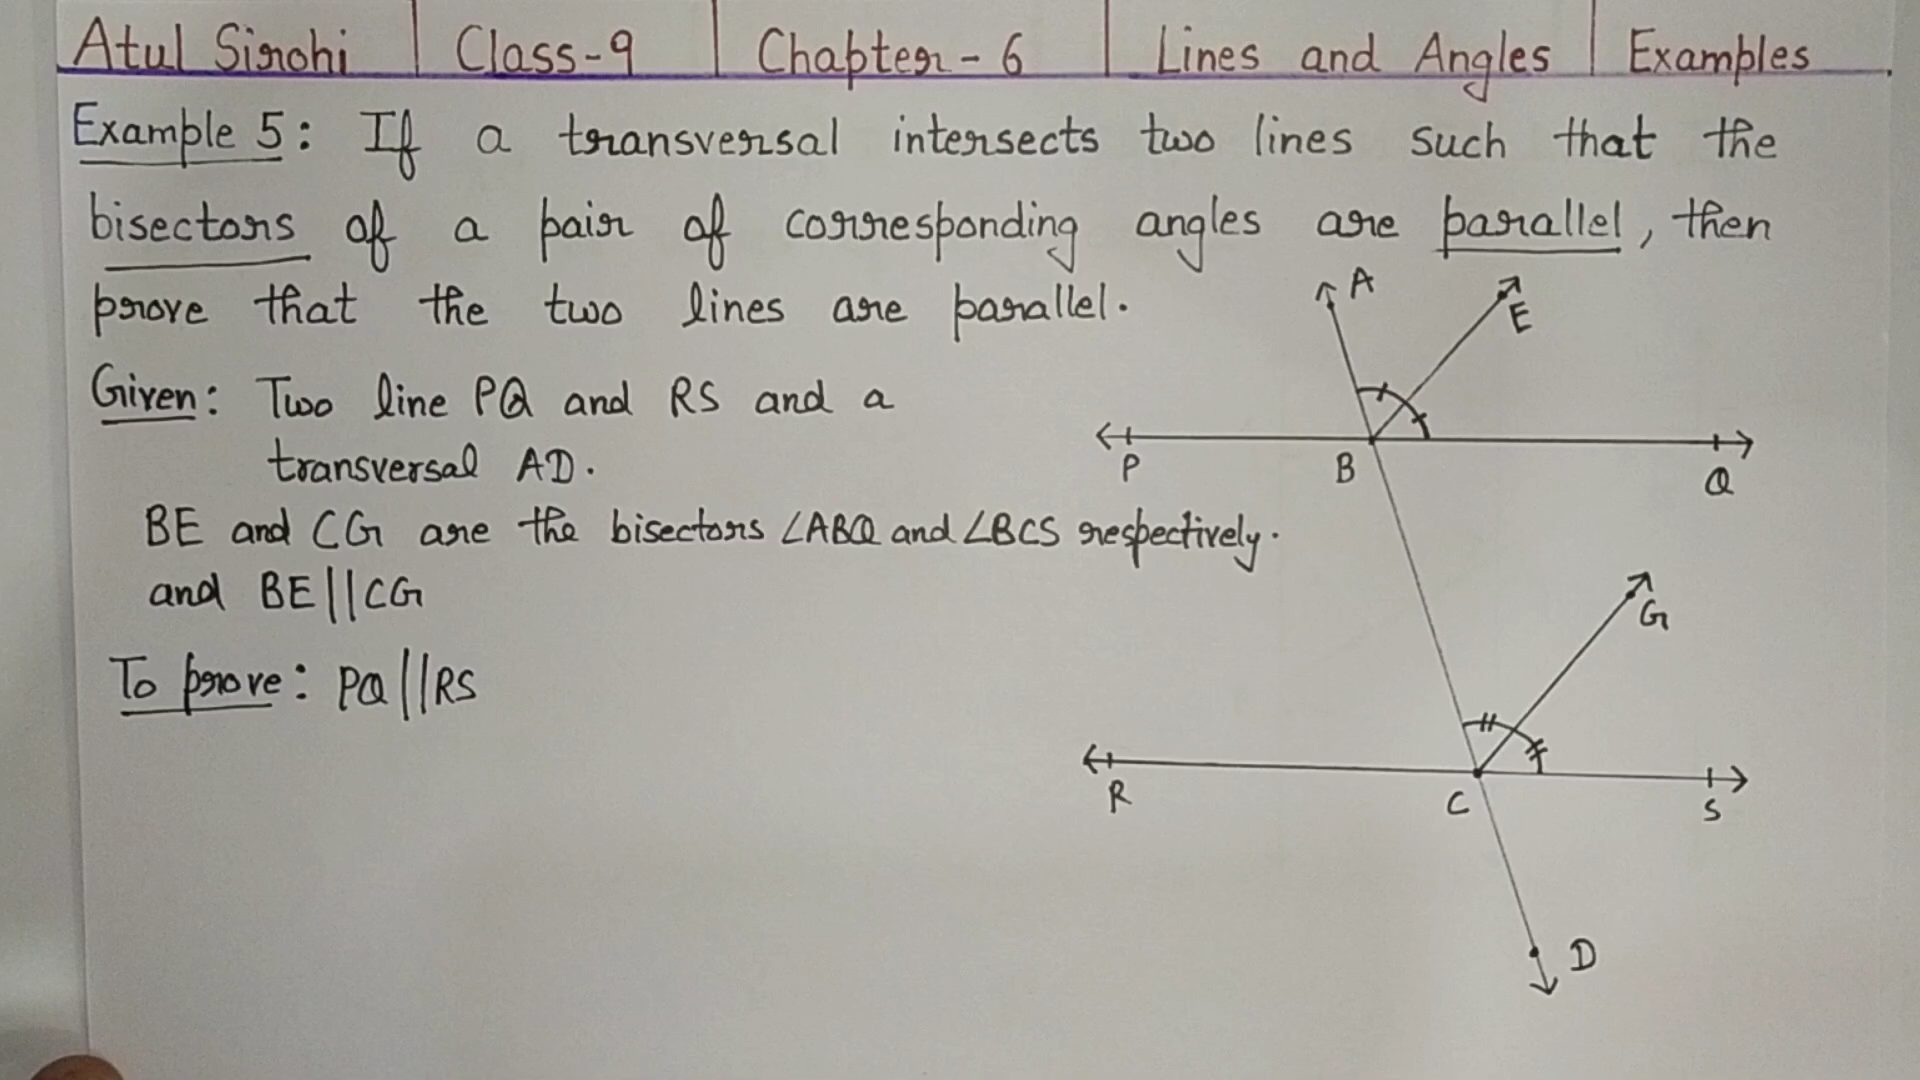 Atul Sirohi | Class-9 | Chapter-6 | Lines and Angles | Examples
Example 5: If a transversal intersects two lines such that the
bisectors of a pair of corresponding angles are parallel, then
prove that the two lines are parallel.
Given: Two line PQ and RS and a
transversal AD.
BE and CG are the bisectors ∠ABQ and ∠BCS respectively.
and BE||CG
To prove: PQ||RS
A
E
P
B
Q
G
R
C
S
D